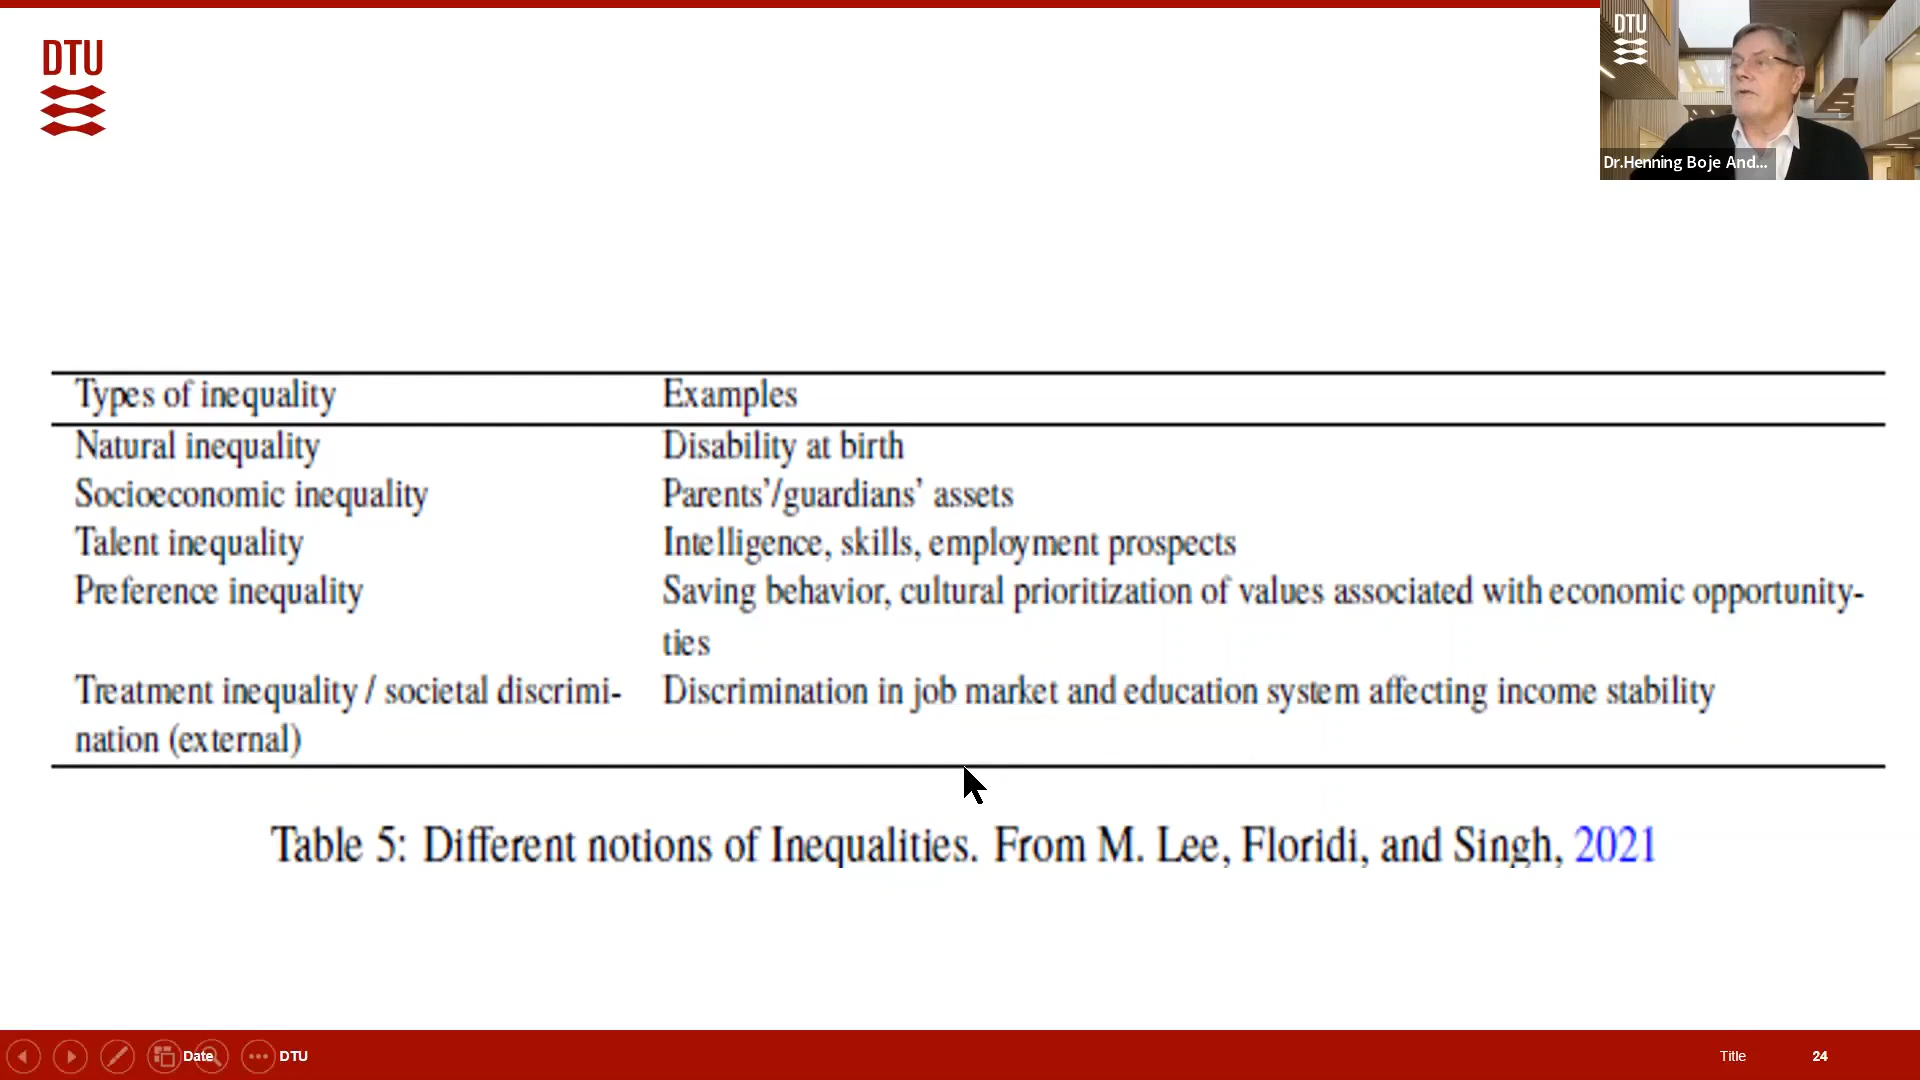 DTU
DTU
Dr.Henning Boje And...
Types of inequality Examples
Natural inequality Disability at birth
Socioeconomic inequality Parents'/guardians' assets
Talent inequality Intelligence, skills, employment prospects
Preference inequality Saving behavior, cultural prioritization of values associated with economic opportunity-
ties
Treatment inequality / societal discrimi- Discrimination in job market and education system affecting income stability
nation (external)
Table 5: Different notions of Inequalities. From M. Lee, Floridi, and Singh, 2021
Date DTU Title 24